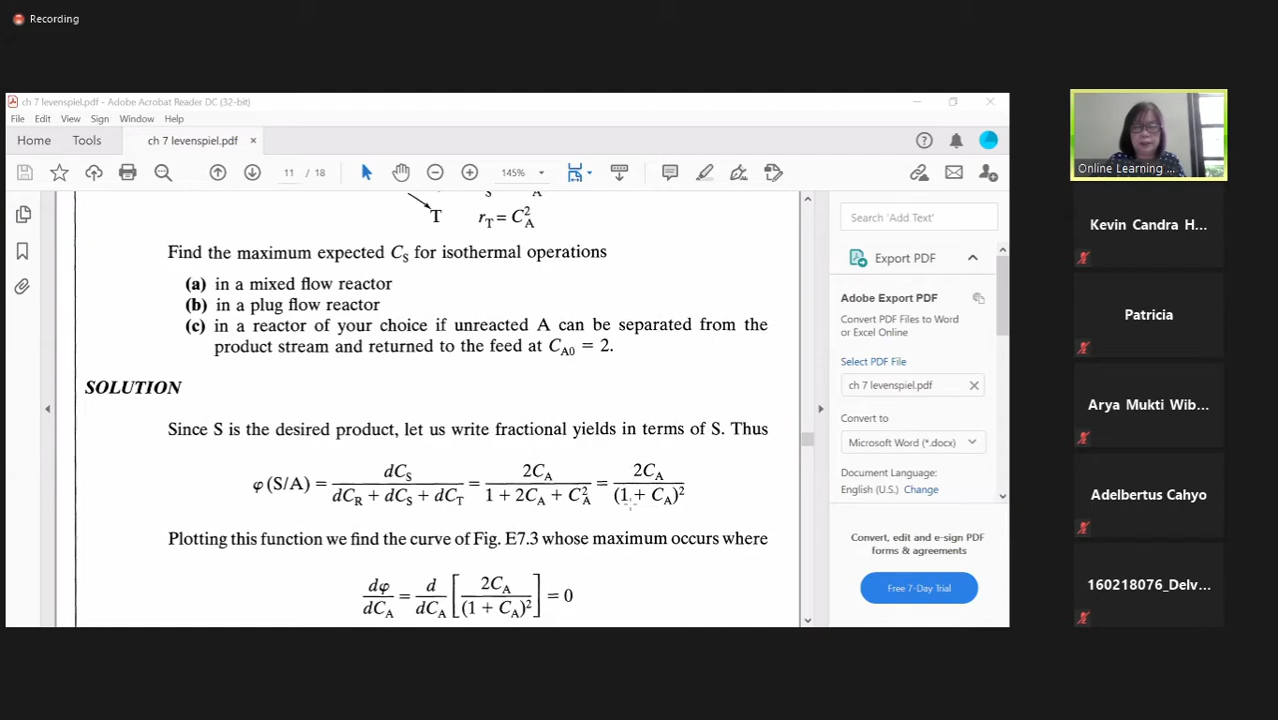 Recording
ch 7 levenspiel.pdf - Adobe Acrobat Reader DC (32-bit)
File Edit View Sign Window Help
Home Tools ch 7 levenspiel.pdf ×
11 / 18 145%
S A
T r_T = C_A^2
Find the maximum expected C_S for isothermal operations
(a) in a mixed flow reactor
(b) in a plug flow reactor
(c) in a reactor of your choice if unreacted A can be separated from the
product stream and returned to the feed at C_A0 = 2.
SOLUTION
Since S is the desired product, let us write fractional yields in terms of S. Thus
φ(S/A) = dC_S / (dC_R + dC_S + dC_T) = 2C_A / (1 + 2C_A + C_A^2) = 2C_A / (1 + C_A)^2
Plotting this function we find the curve of Fig. E7.3 whose maximum occurs where
dφ/dC_A = d/dC_A [2C_A / (1 + C_A)^2] = 0
Search 'Add Text'
Export PDF
Adobe Export PDF
Convert PDF Files to Word
or Excel Online
Select PDF File
ch 7 levenspiel.pdf ×
Convert to
Microsoft Word (*.docx)
Document Language:
English (U.S.) Change
Convert, edit and e-sign PDF
forms & agreements
Free 7-Day Trial
Online Learning ...
Kevin Candra H...
Patricia
Arya Mukti Wib...
Adelbertus Cahyo
160218076_Delv...